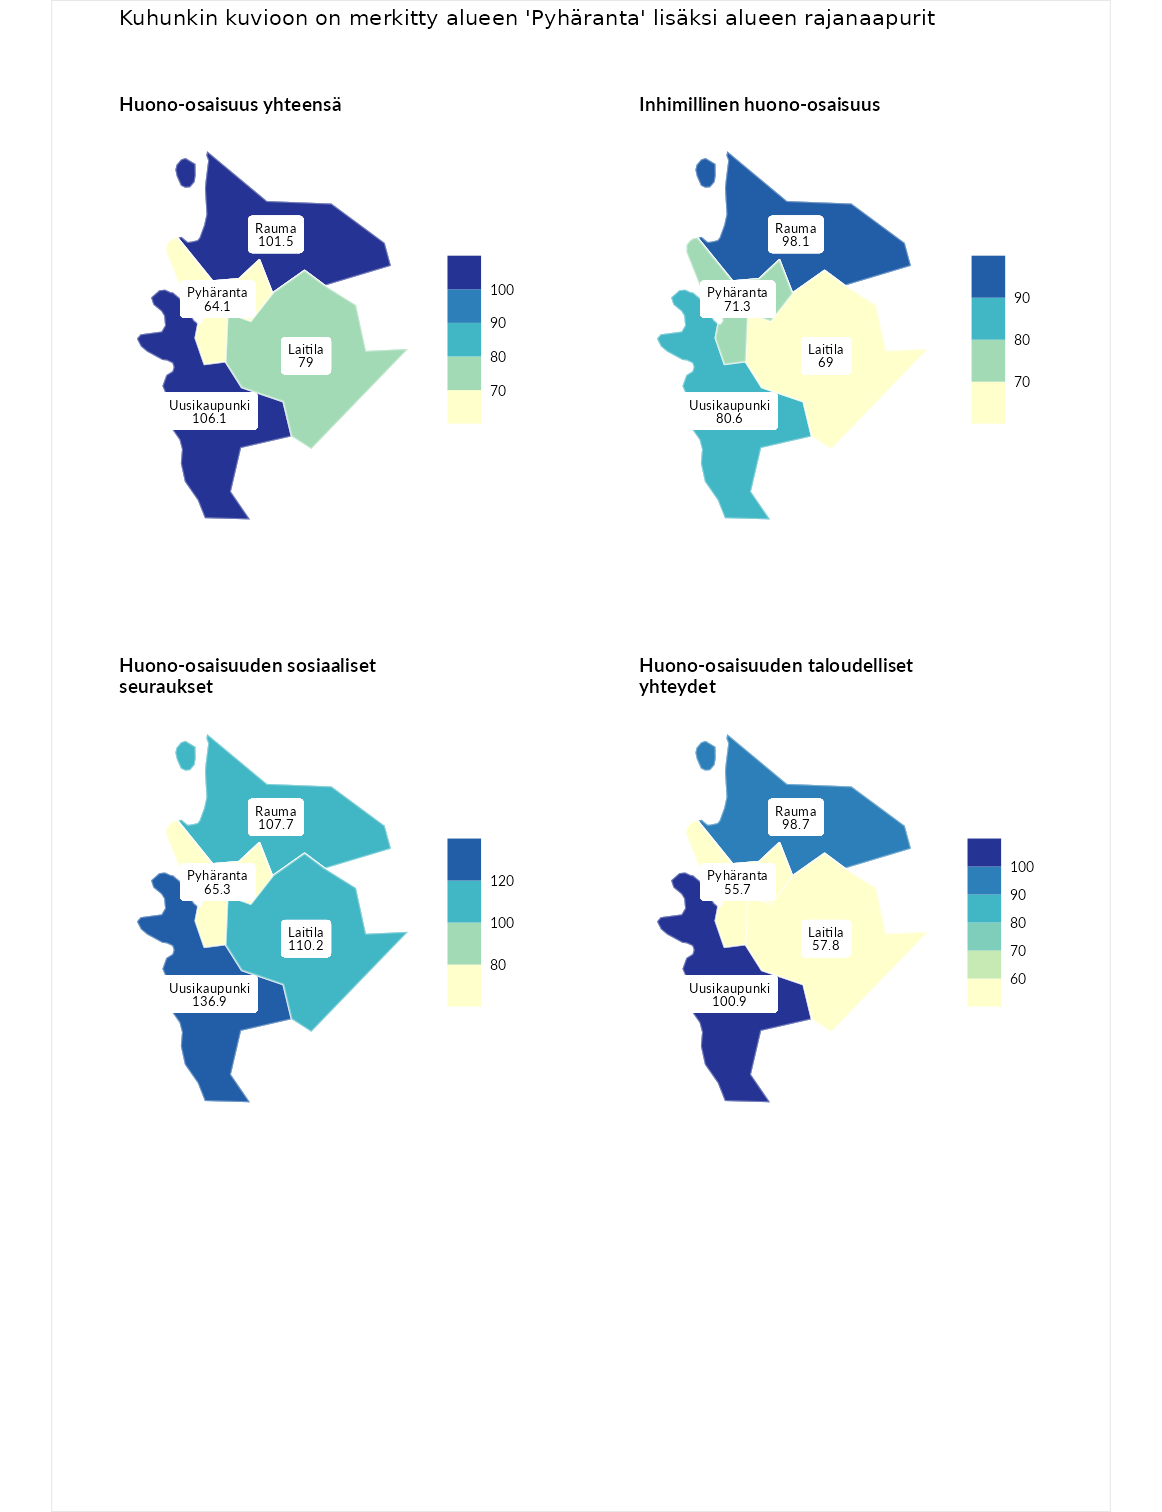 Kuhunkin kuvioon on merkitty alueen 'Pyhäranta' lisäksi alueen rajanaapurit
Huono-osaisuus yhteensä
Rauma
101.5
Pyhäranta
64.1
Laitila
79
Uusikaupunki
106.1
100
90
80
70
Inhimillinen huono-osaisuus
Rauma
98.1
Pyhäranta
71.3
Laitila
69
Uusikaupunki
80.6
90
80
70
Huono-osaisuuden sosiaaliset
seuraukset
Rauma
107.7
Pyhäranta
65.3
Laitila
110.2
Uusikaupunki
136.9
120
100
80
Huono-osaisuuden taloudelliset
yhteydet
Rauma
98.7
Pyhäranta
55.7
Laitila
57.8
Uusikaupunki
100.9
100
90
80
70
60